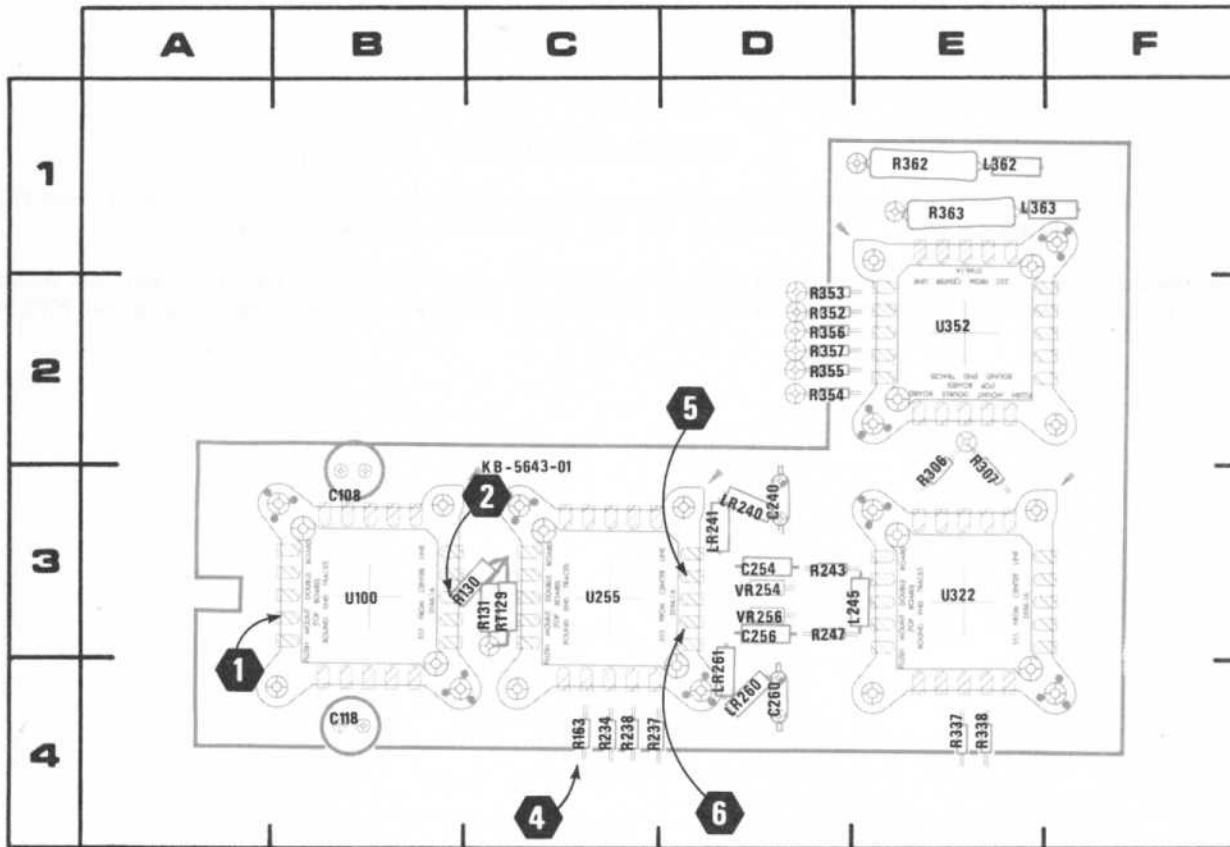 A B C D E F
1
R362 L362
R363 L363
R353
R352
R356
R357
R355
R354
U352
2
5
KB-5643-01
R306 R307
C108
2
LR241 LR240 C240
3
C254 R243
VR254
R130
R131
RT129
U100
U255
U322
VR256
L245
C256 R247
1
LR261 LR260 C260
C118
R163 R234 R238 R237
R337 R338
4
4
6